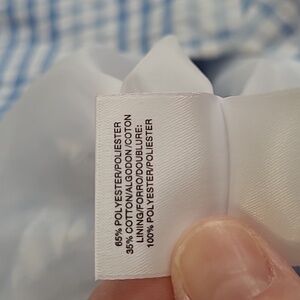 65% POLYESTER/POLIESTER
35% COTTON/ALGODON/COTON
LINING/FORRO/DOUBLURE:
100% POLYESTER/POLIESTER